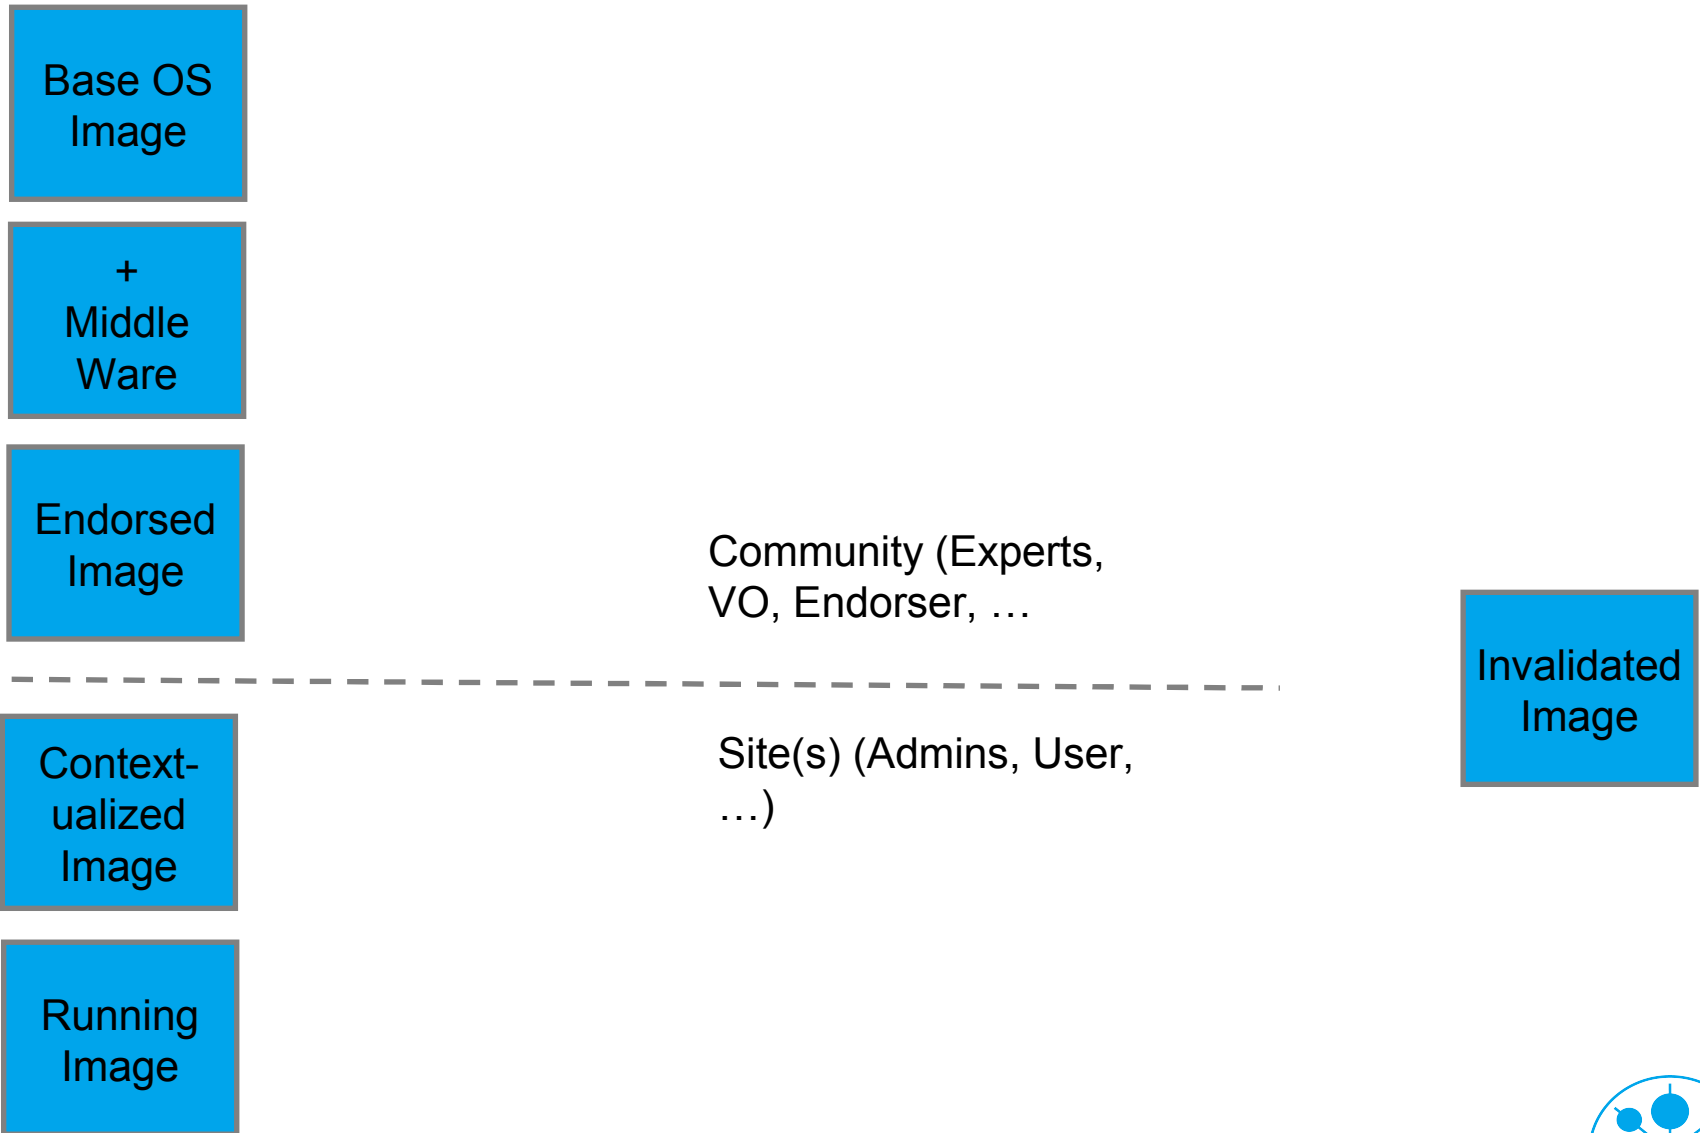 Base OS
Image
+
Middle
Ware
Endorsed
Image
Community (Experts,
VO, Endorser, …
Invalidated
Image
Context-
ualized
Image
Site(s) (Admins, User,
…)
Running
Image